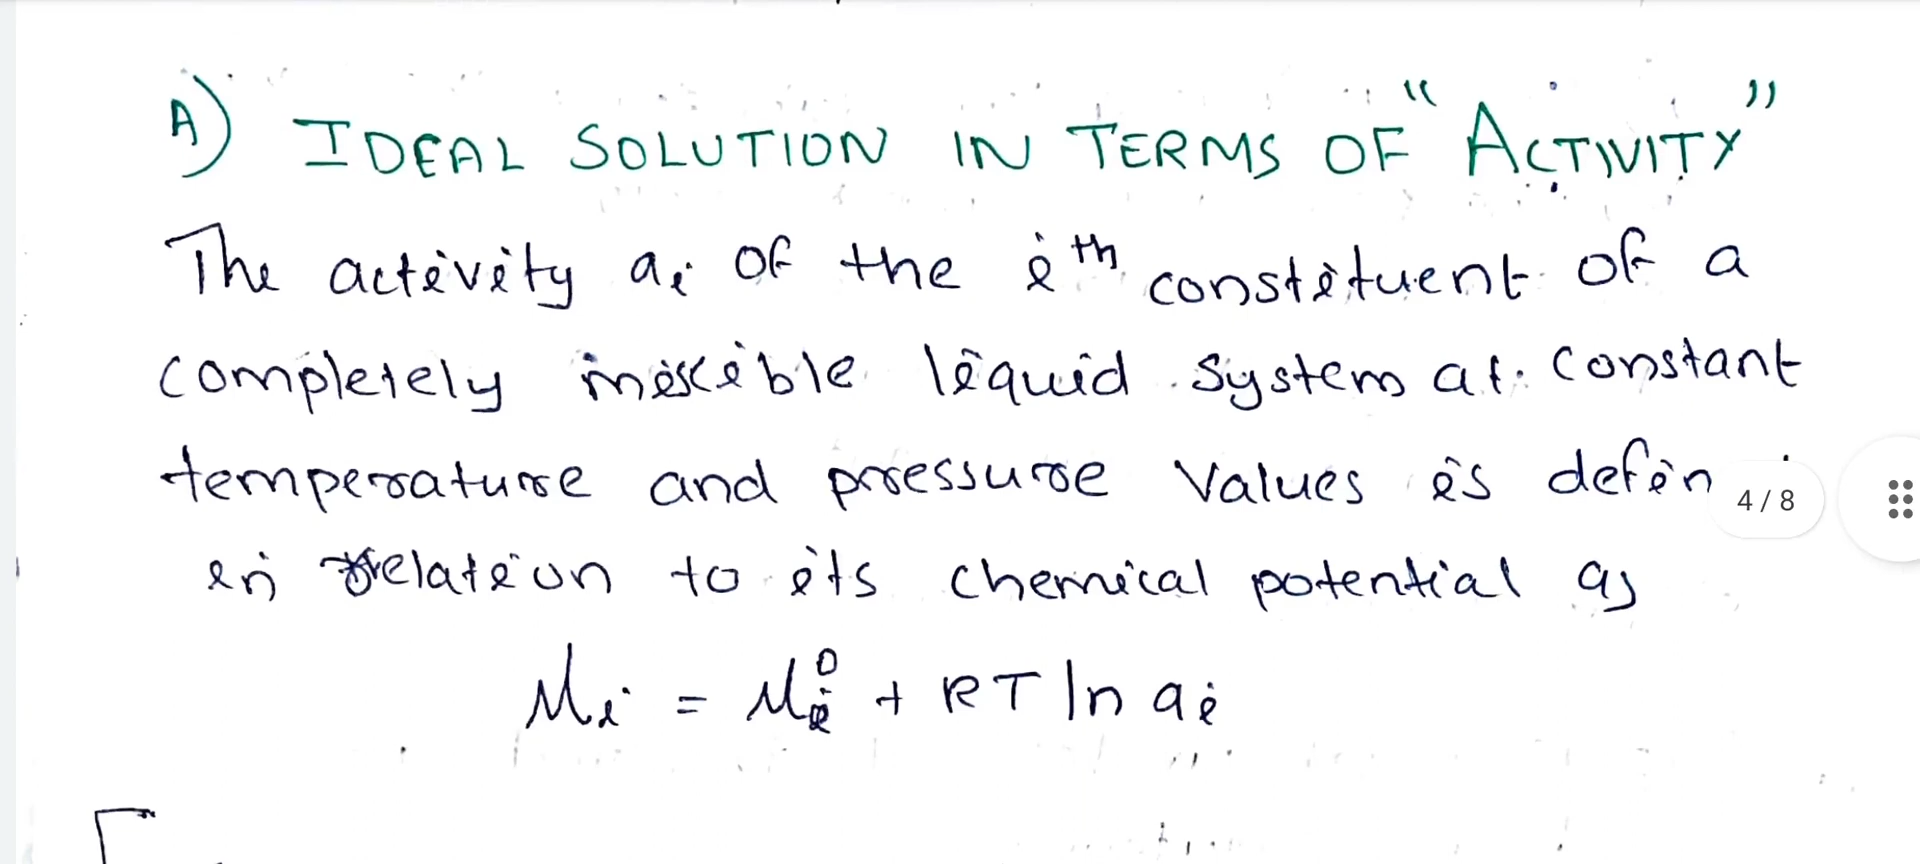 A) IDEAL SOLUTION IN TERMS OF "ACTIVITY"
The activity ai of the ith constituent of a
completely miscible liquid system at constant
temperature and pressure values is defin
4 / 8
in relation to its chemical potential as
μi = μi⁰ + RT ln ai